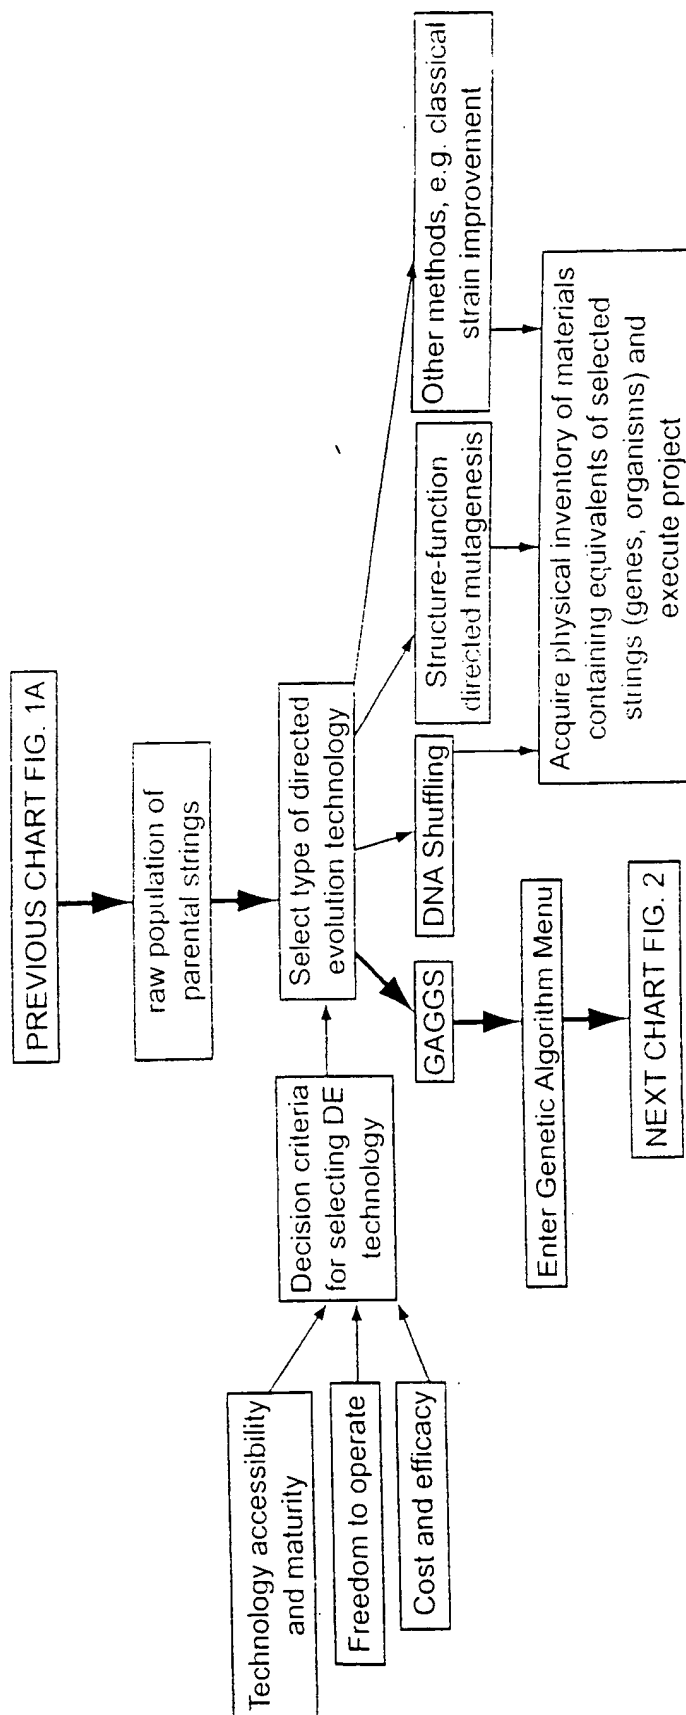 PREVIOUS CHART FIG. 1A
raw population of
parental strings
Technology accessibility
and maturity
Freedom to operate
Cost and efficacy
Decision criteria
for selecting DE
technology
Select type of directed
evolution technology
GAGGS
DNA Shuffling
Structure-function
directed mutagenesis
Other methods, e.g. classical
strain improvement
Enter Genetic Algorithm Menu
Acquire physical inventory of materials
containing equivalents of selected
strings (genes, organisms) and
execute project
NEXT CHART FIG. 2